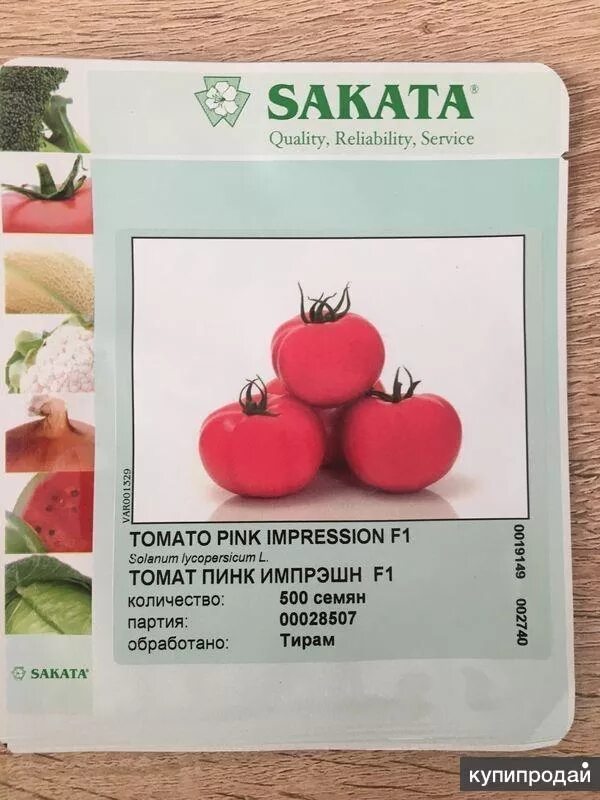 SAKATA®
Quality, Reliability, Service
VAR001329
TOMATO PINK IMPRESSION F1
Solanum lycopersicum L.
ТОМАТ ПИНК ИМПРЭШН F1
количество: 500 семян
партия: 00028507
обработано: Тирам
0019149 002740
SAKATA®
купипродай